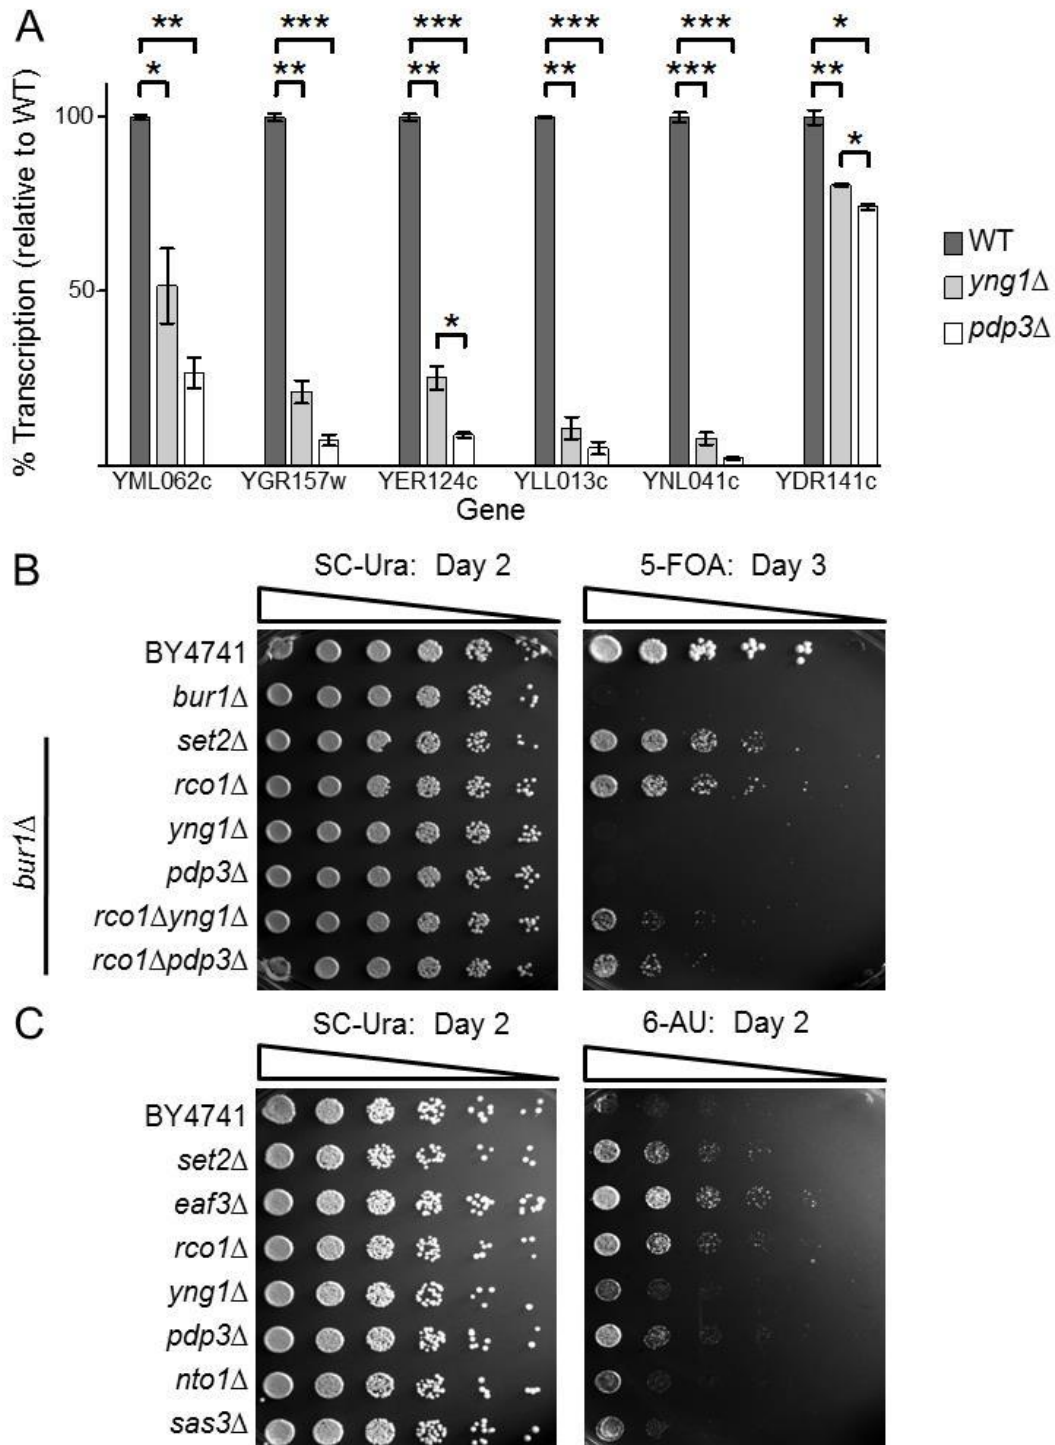 A
** *** *** *** *** *
* ** ** ** *** **
*
*
% Transcription (relative to WT)
100
50
WT
yng1Δ
pdp3Δ
YML062c YGR157w YER124c YLL013c YNL041c YDR141c
Gene
B
SC-Ura: Day 2 5-FOA: Day 3
BY4741
bur1Δ
bur1Δ
set2Δ
rco1Δ
yng1Δ
pdp3Δ
rco1Δyng1Δ
rco1Δpdp3Δ
C
SC-Ura: Day 2 6-AU: Day 2
BY4741
set2Δ
eaf3Δ
rco1Δ
yng1Δ
pdp3Δ
nto1Δ
sas3Δ